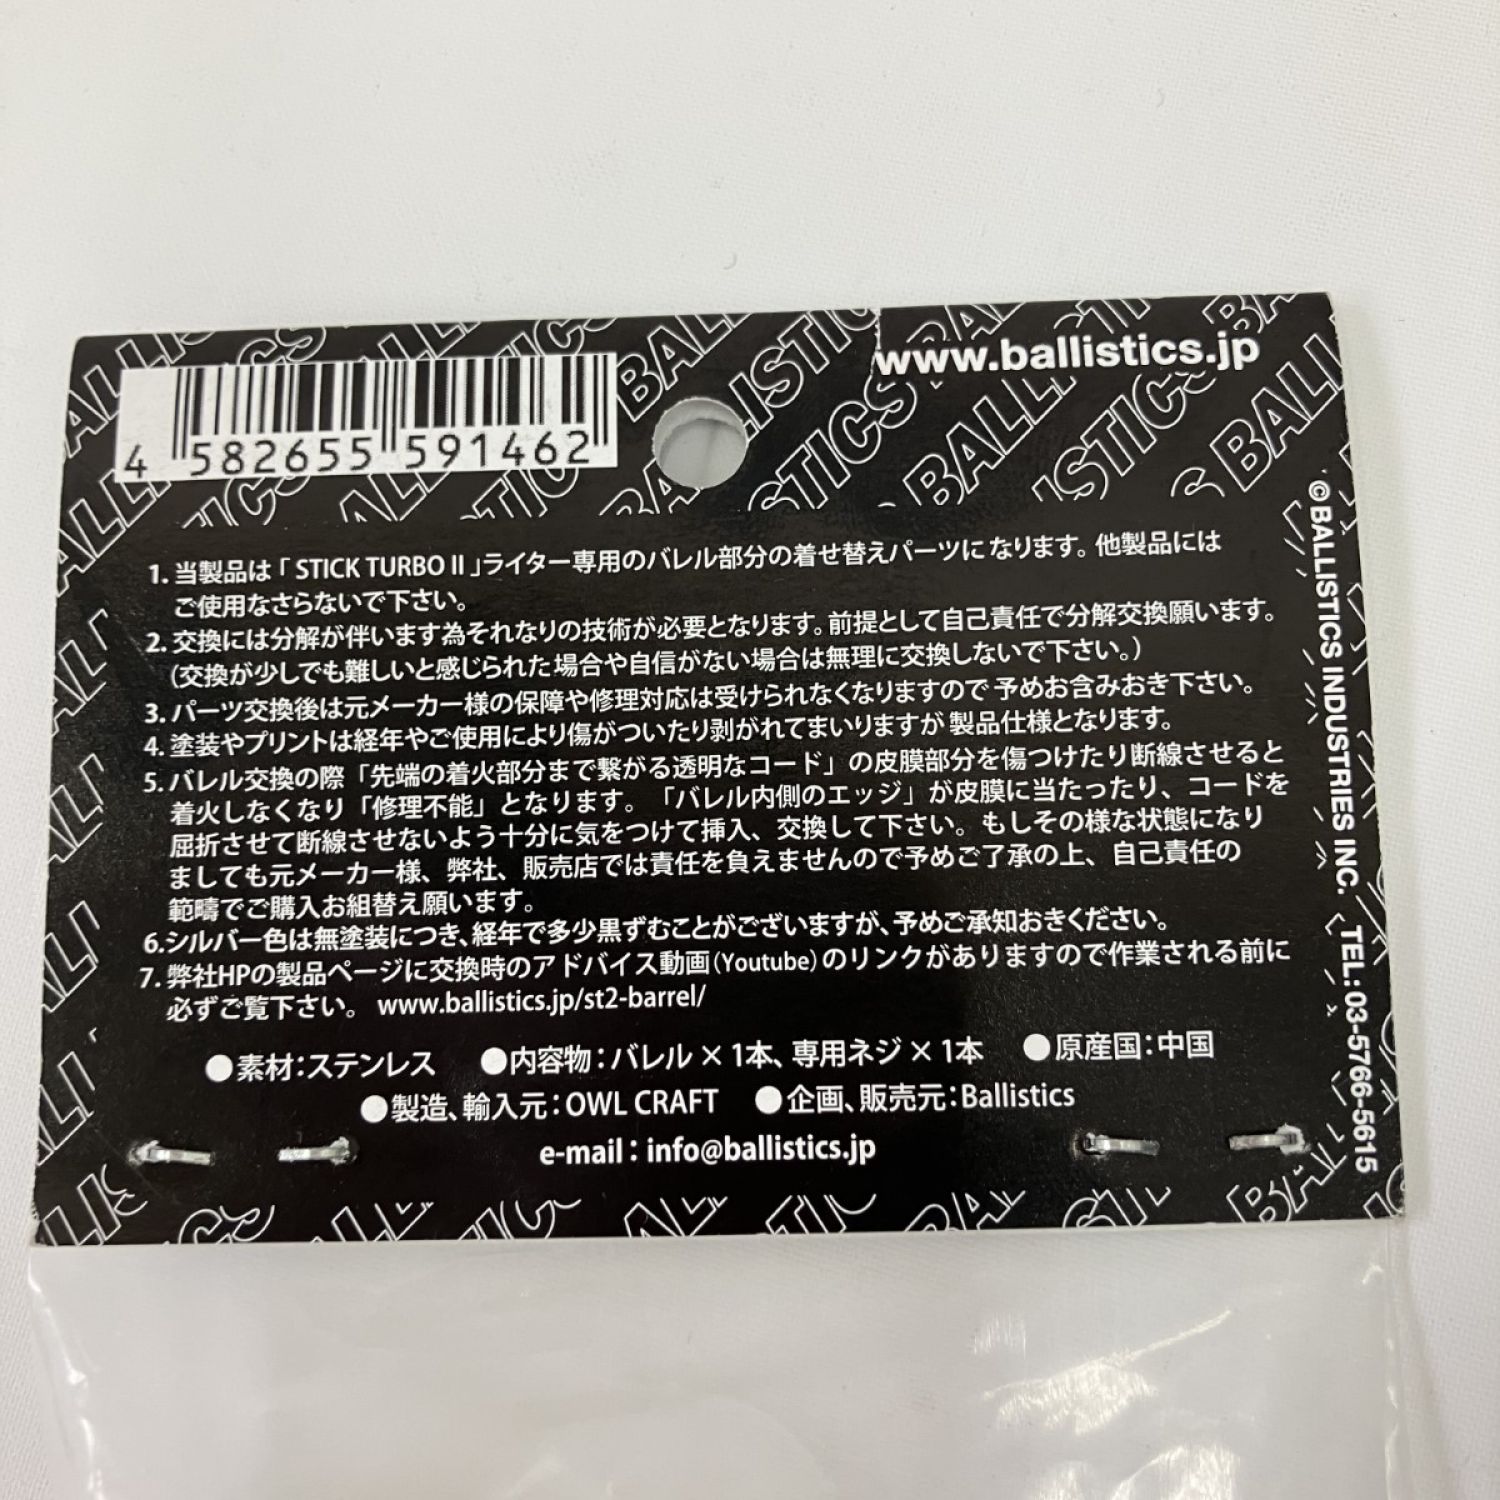 www.ballistics.jp
4 582655 591462
1. 当製品は「 STICK TURBO II 」ライター専用のバレル部分の着せ替えパーツになります。他製品には
ご使用なさらないで下さい。
2. 交換には分解が伴います為それなりの技術が必要となります。前提として自己責任で分解交換願います。
（交換が少しでも難しいと感じられた場合や自信がない場合は無理に交換しないで下さい。）
3. パーツ交換後は元メーカー様の保障や修理対応は受けられなくなりますので予めお含みおき下さい。
4. 塗装やプリントは経年やご使用により傷がついたり剥がれてまいりますが製品仕様となります。
5. バレル交換の際「先端の着火部分まで繋がる透明なコード」の皮膜部分を傷つけたり断線させると
着火しなくなり「修理不能」となります。「バレル内側のエッジ」が皮膜に当たったり、コードを
屈折させて断線させないよう十分に気をつけて挿入、交換して下さい。もしその様な状態になり
ましても元メーカー様、弊社、販売店では責任を負えませんので予めご了承の上、自己責任の
範疇でご購入お組替え願います。
6.シルバー色は無塗装につき、経年で多少黒ずむことがございますが、予めご承知おきください。
7. 弊社HPの製品ページに交換時のアドバイス動画（Youtube）のリンクがありますので作業される前に
必ずご覧下さい。 www.ballistics.jp/st2-barrel/
●素材：ステンレス ●内容物：バレル × 1本、専用ネジ × 1本 ●原産国：中国
●製造、輸入元：OWL CRAFT ●企画、販売元：Ballistics
e-mail : info@ballistics.jp
©BALLISTICS INDUSTRIES INC. TEL.: 03-5766-5615